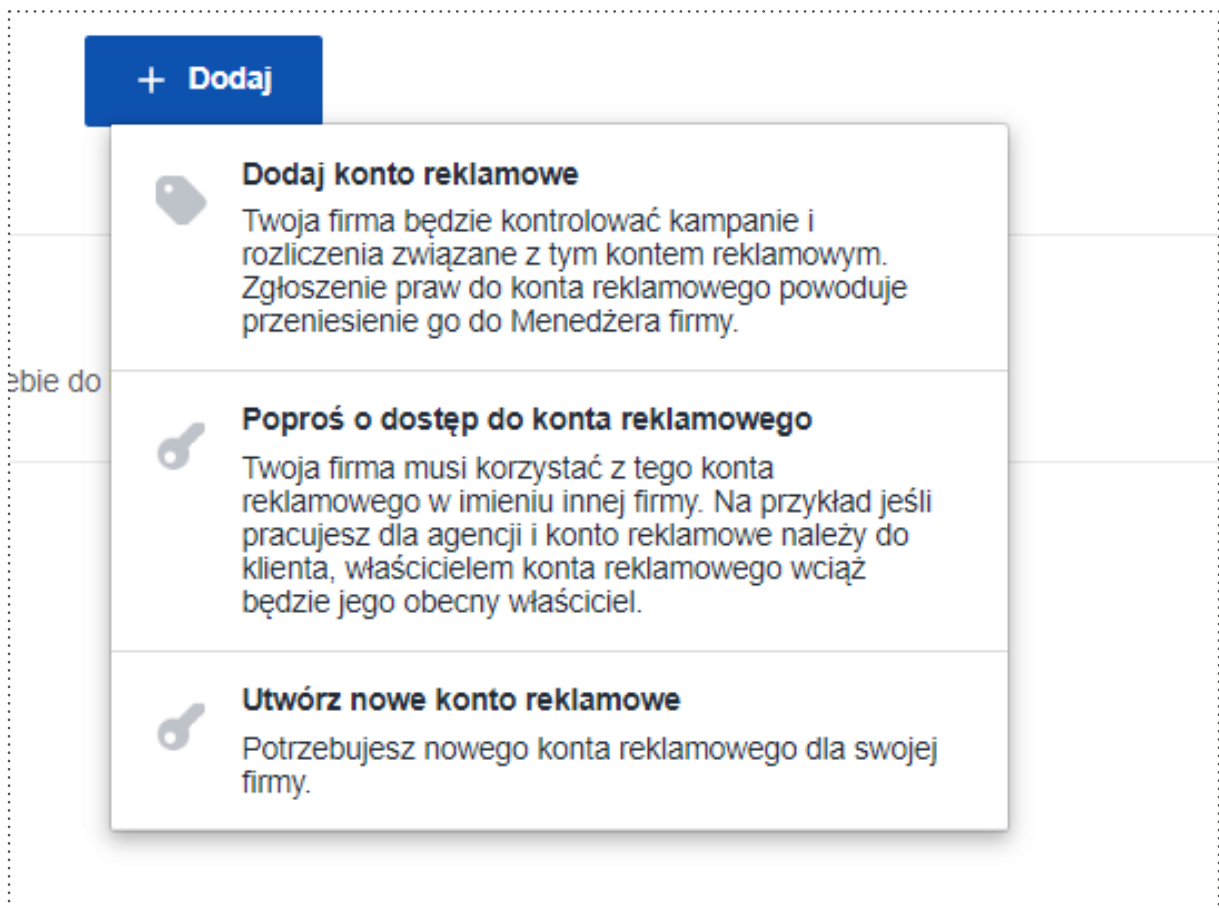 + Dodaj
Dodaj konto reklamowe
Twoja firma będzie kontrolować kampanie i
rozliczenia związane z tym kontem reklamowym.
Zgłoszenie praw do konta reklamowego powoduje
przeniesienie go do Menedżera firmy.
ebie do
Poproś o dostęp do konta reklamowego
Twoja firma musi korzystać z tego konta
reklamowego w imieniu innej firmy. Na przykład jeśli
pracujesz dla agencji i konto reklamowe należy do
klienta, właścicielem konta reklamowego wciąż
będzie jego obecny właściciel.
Utwórz nowe konto reklamowe
Potrzebujesz nowego konta reklamowego dla swojej
firmy.